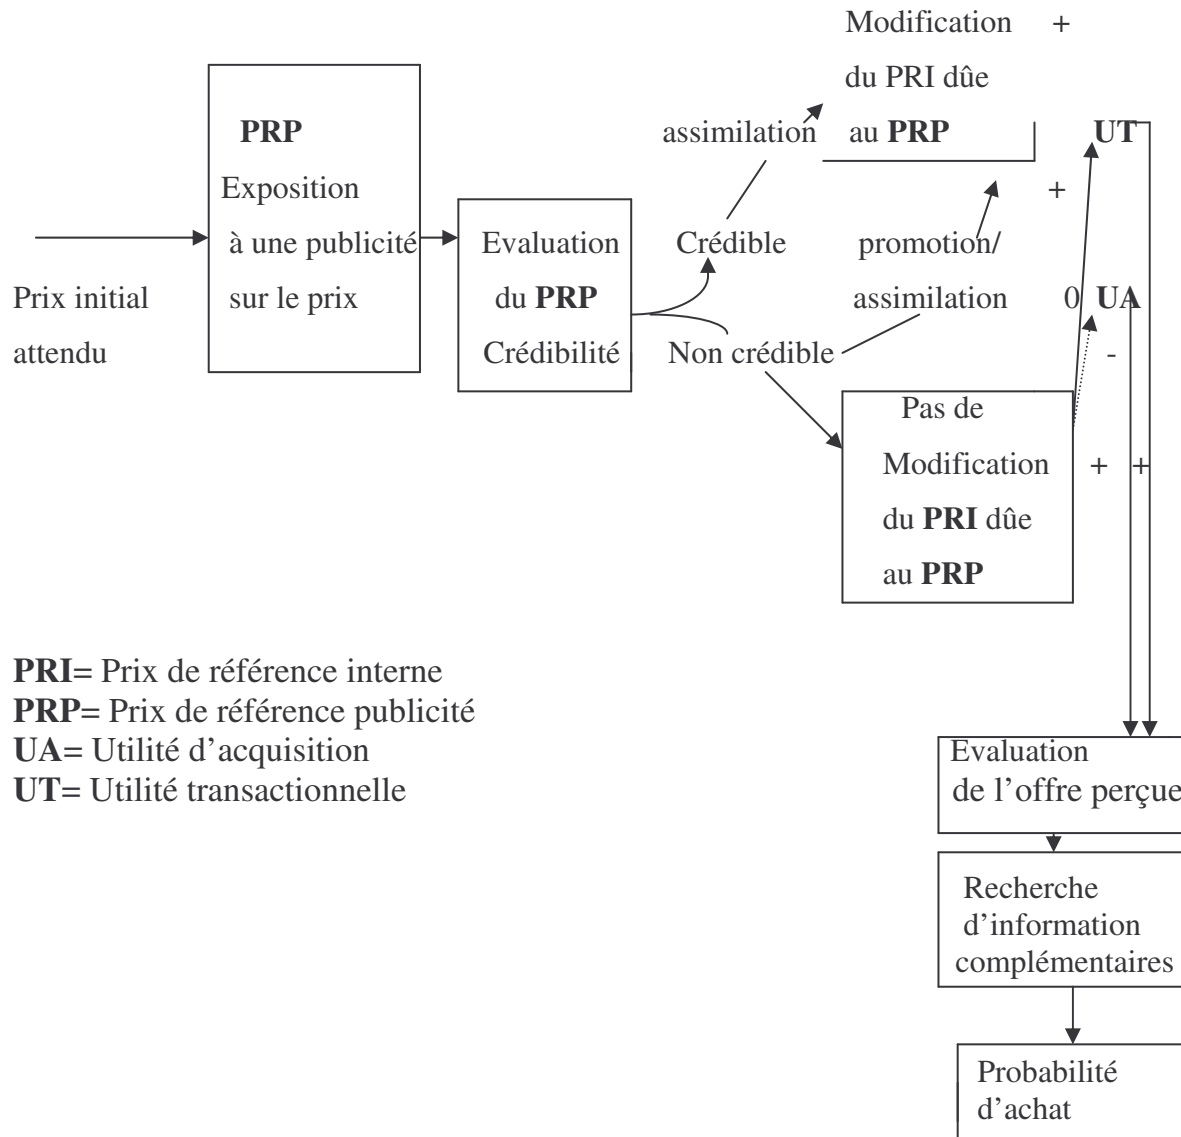 Modification +
du PRI dûe
au PRP
UT
PRP
Exposition
à une publicité
sur le prix
Prix initial
attendu
Evaluation
du PRP
Crédibilité
assimilation
Crédible
Non crédible
promotion/
assimilation
+
0 UA
-
Pas de
Modification
du PRI dûe
au PRP
+ +
PRI= Prix de référence interne
PRP= Prix de référence publicité
UA= Utilité d’acquisition
UT= Utilité transactionnelle
Evaluation
de l’offre perçue
Recherche
d’information
complémentaires
Probabilité
d’achat